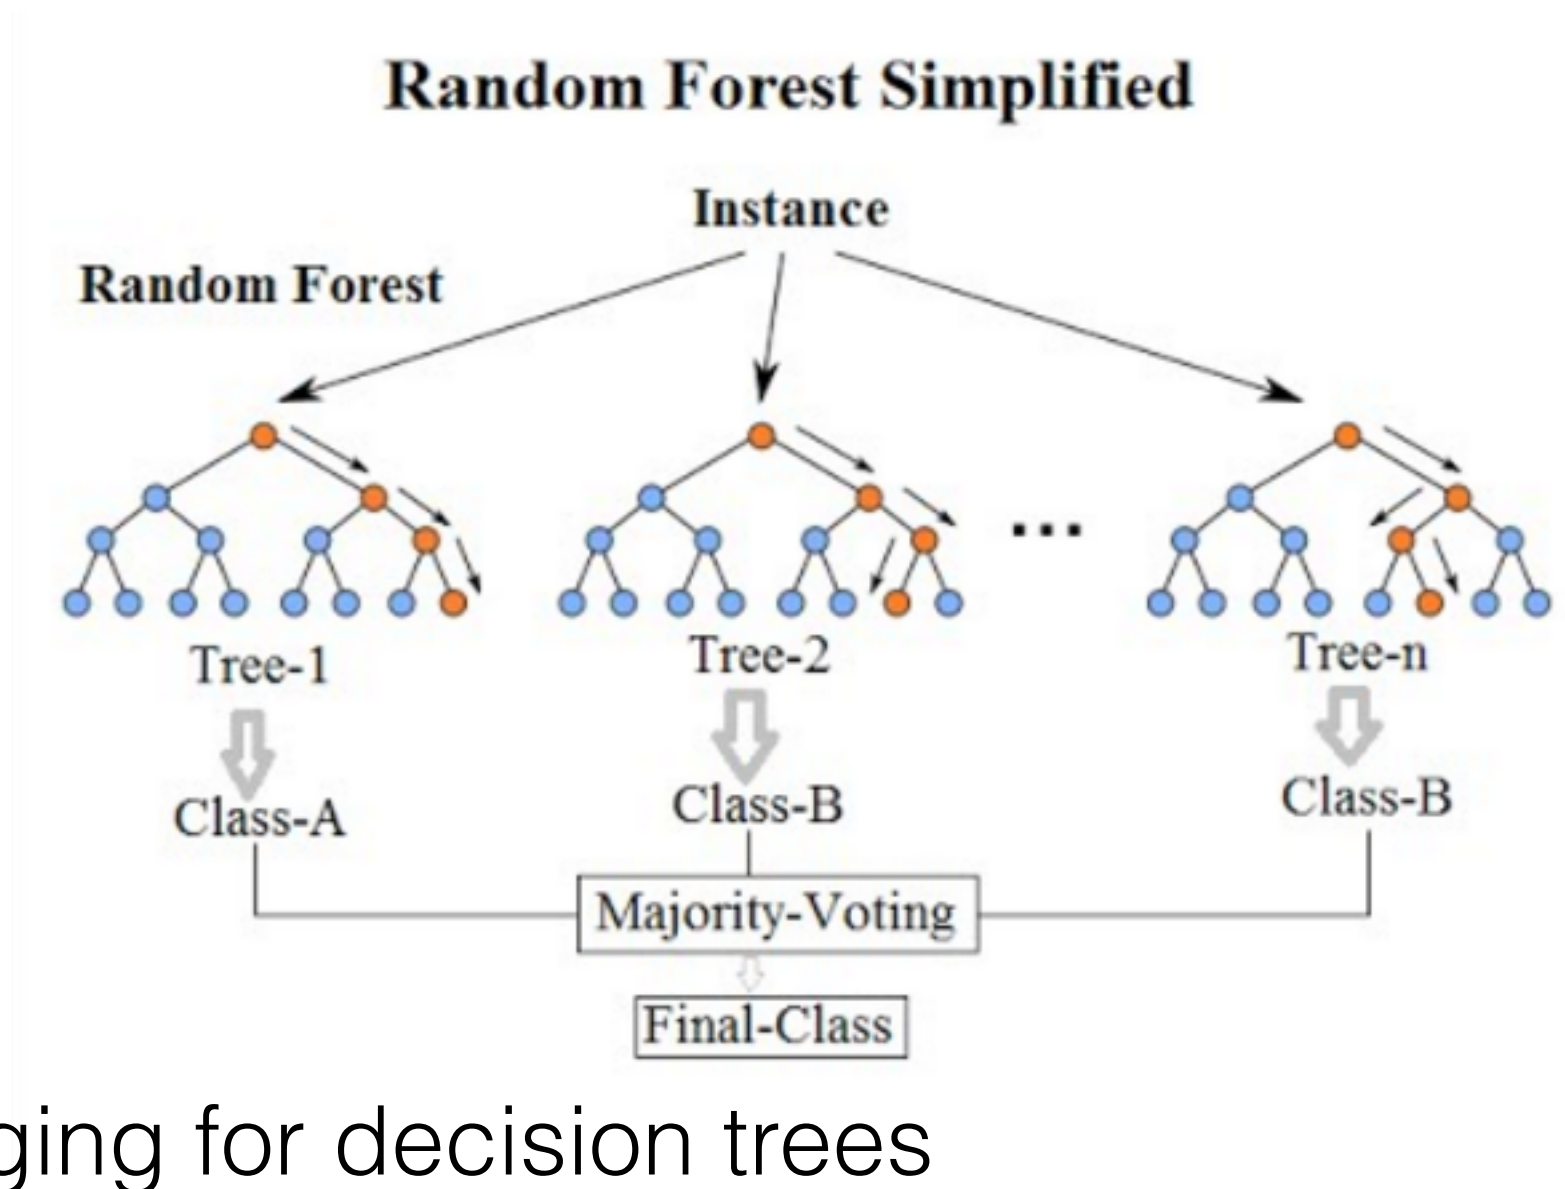 Random Forest Simplified
Instance
Random Forest
...
Tree-1
Tree-2
Tree-n
Class-A
Class-B
Class-B
Majority-Voting
Final-Class
ging for decision trees